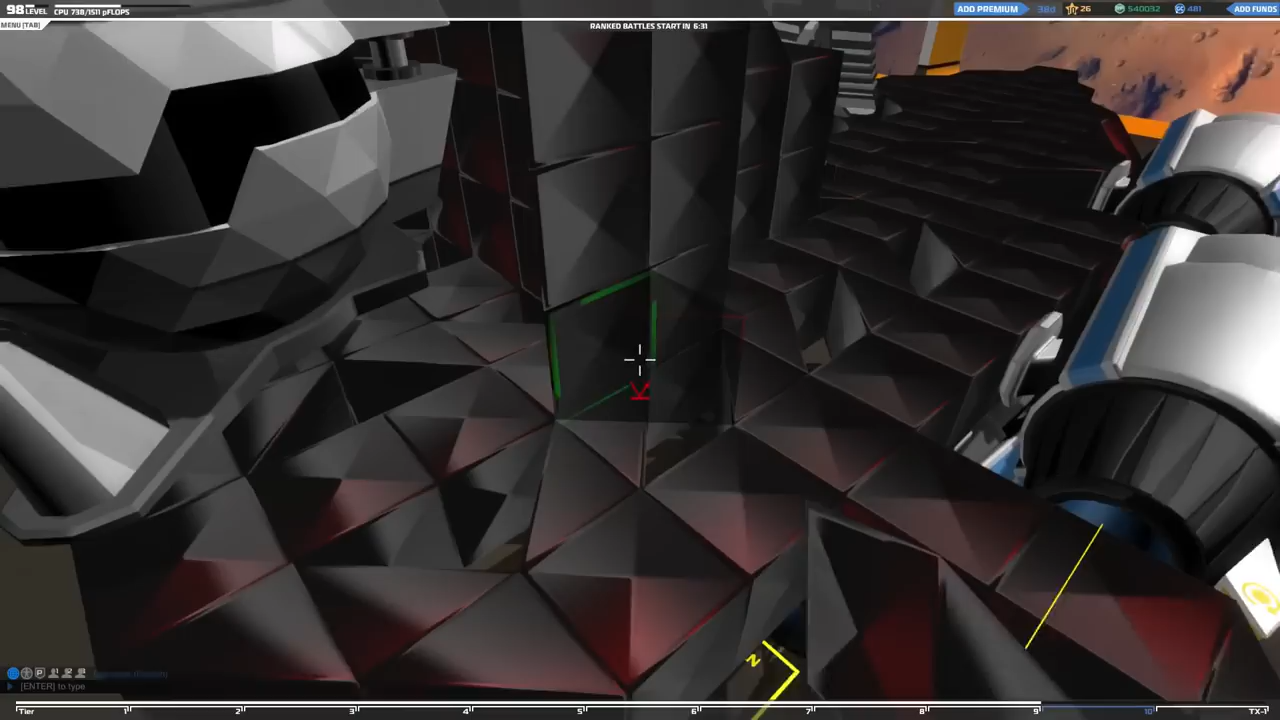 98 LEVEL
CPU 738/1511 pFLOPS
ADD PREMIUM
38d
26
540032
481
ADD FUNDS
MENU [TAB]
RANKED BATTLES START IN 6:31
N
[ENTER] to type
Tier 1 2 3 4 5 6 7 8 9 10 TX-1